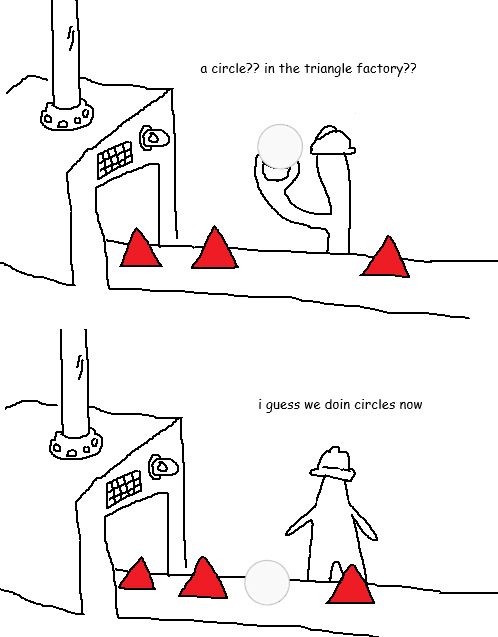 a circle?? in the triangle factory??
i guess we doin circles now